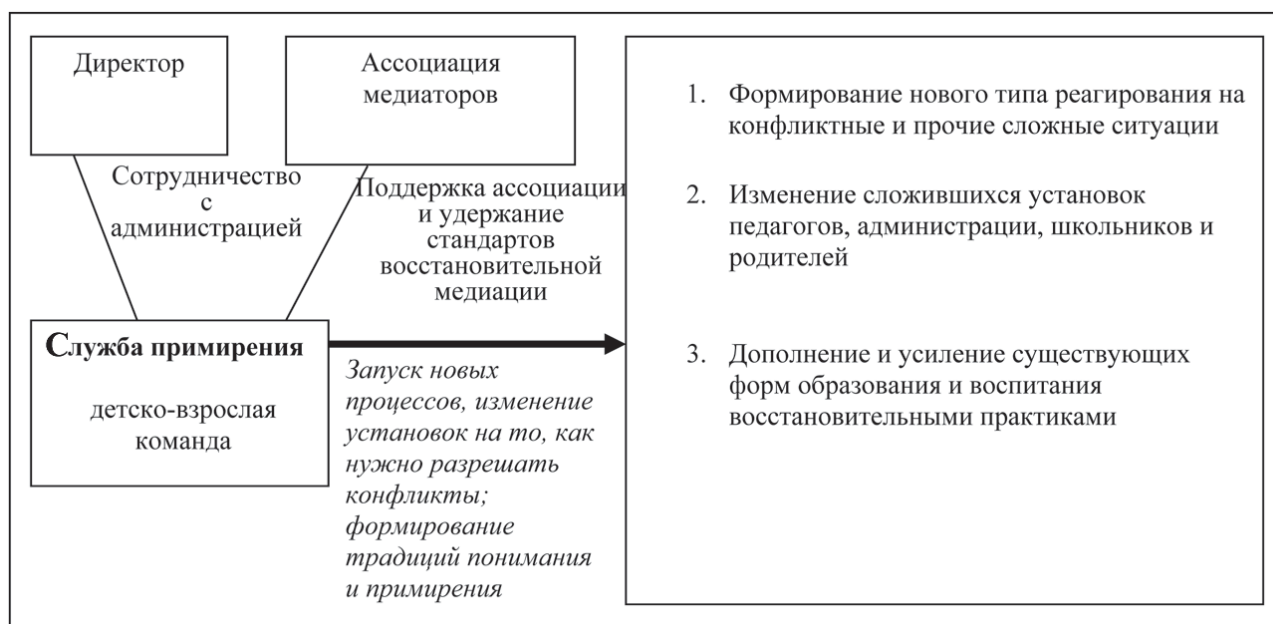 Директор
Ассоциация
медиаторов
Сотрудничество
с
администрацией
Поддержка ассоциации
и удержание
стандартов
восстановительной
медиации
Служба примирения
детско-взрослая
команда
Запуск новых
процессов, изменение
установок на то, как
нужно разрешать
конфликты;
формирование
традиций понимания
и примирения
1. Формирование нового типа реагирования на
конфликтные и прочие сложные ситуации
2. Изменение сложившихся установок
педагогов, администрации, школьников и
родителей
3. Дополнение и усиление существующих
форм образования и воспитания
восстановительными практиками